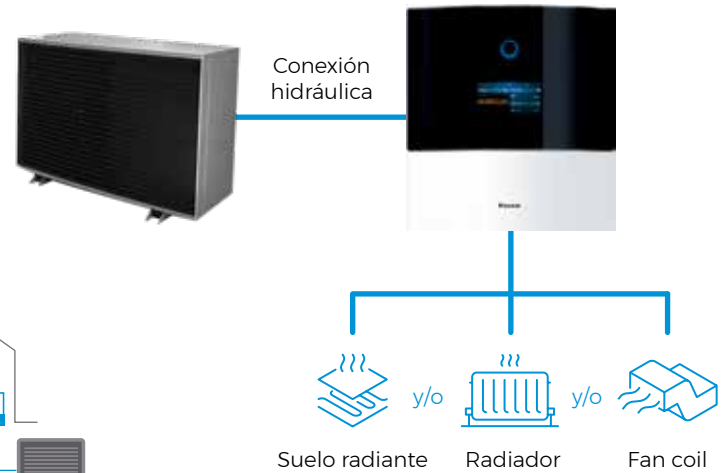 Conexión
hidráulica
y/o
y/o
Suelo radiante
Radiador
Fan coil